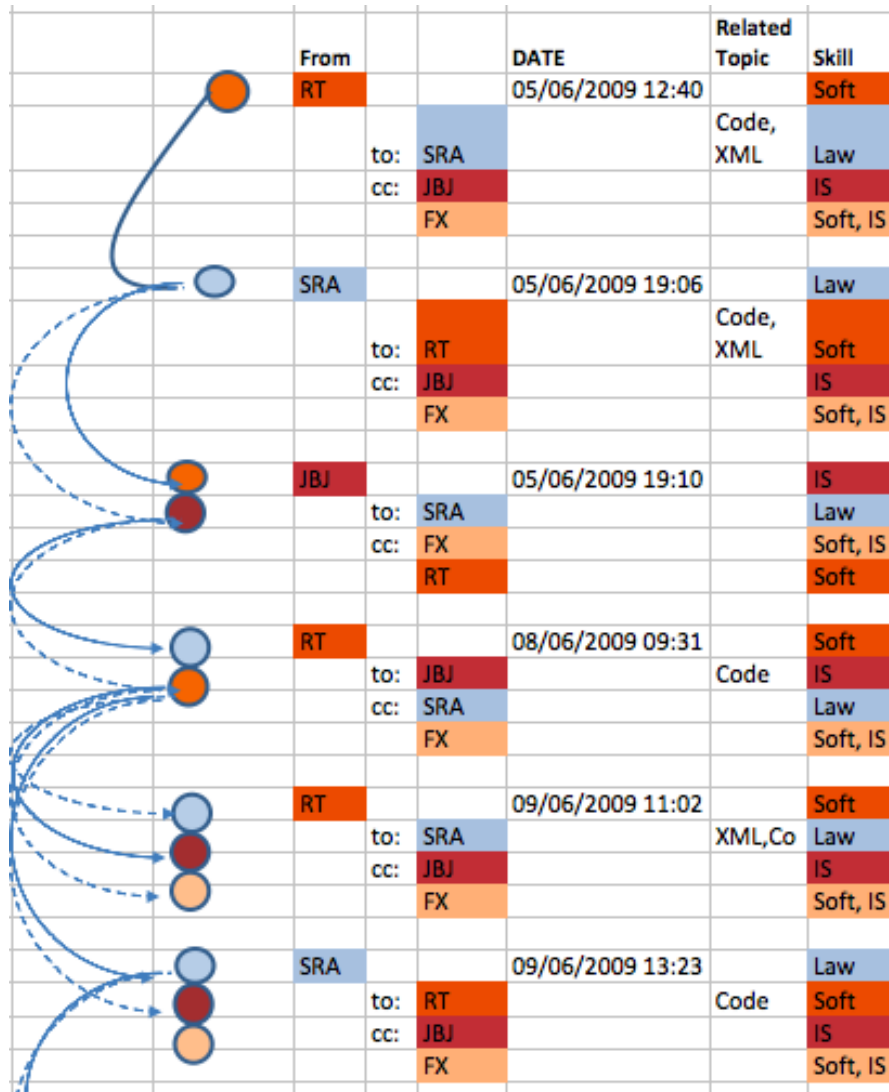 Related
From DATE Topic Skill
RT 05/06/2009 12:40 Soft
Code,
to: SRA XML Law
cc: JBJ IS
FX Soft, IS
SRA 05/06/2009 19:06 Law
Code,
to: RT XML Soft
cc: JBJ IS
FX Soft, IS
JBJ 05/06/2009 19:10 IS
to: SRA Law
cc: FX Soft, IS
RT Soft
RT 08/06/2009 09:31 Soft
to: JBJ Code IS
cc: SRA Law
FX Soft, IS
RT 09/06/2009 11:02 Soft
to: SRA XML,Co Law
cc: JBJ IS
FX Soft, IS
SRA 09/06/2009 13:23 Law
to: RT Code Soft
cc: JBJ IS
FX Soft, IS